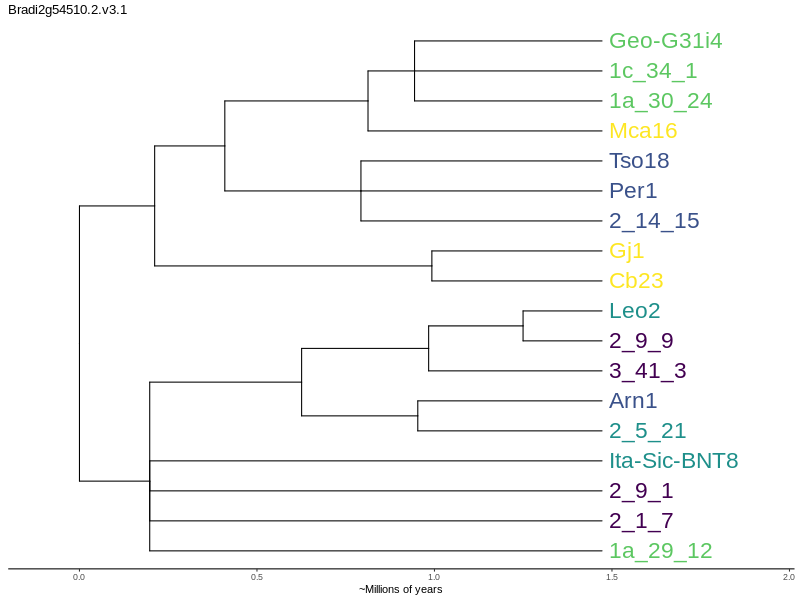 Bradi2g54510.2.v3.1
Geo-G31i4
1c_34_1
1a_30_24
Mca16
Tso18
Per1
2_14_15
Gj1
Cb23
Leo2
2_9_9
3_41_3
Arn1
2_5_21
Ita-Sic-BNT8
2_9_1
2_1_7
1a_29_12
0.0 0.5 1.0 1.5 2.0
~Millions of years